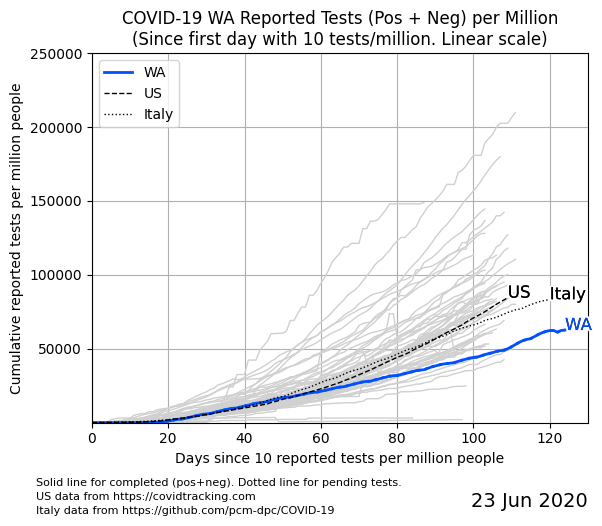 COVID-19 WA Reported Tests (Pos + Neg) per Million
(Since first day with 10 tests/million. Linear scale)
Cumulative reported tests per million people
250000
200000
150000
100000
50000
WA
US
Italy
US
Italy
WA
0
20
40
60
80
100
120
Days since 10 reported tests per million people
Solid line for completed (pos+neg). Dotted line for pending tests.
US data from https://covidtracking.com
Italy data from https://github.com/pcm-dpc/COVID-19
23 Jun 2020